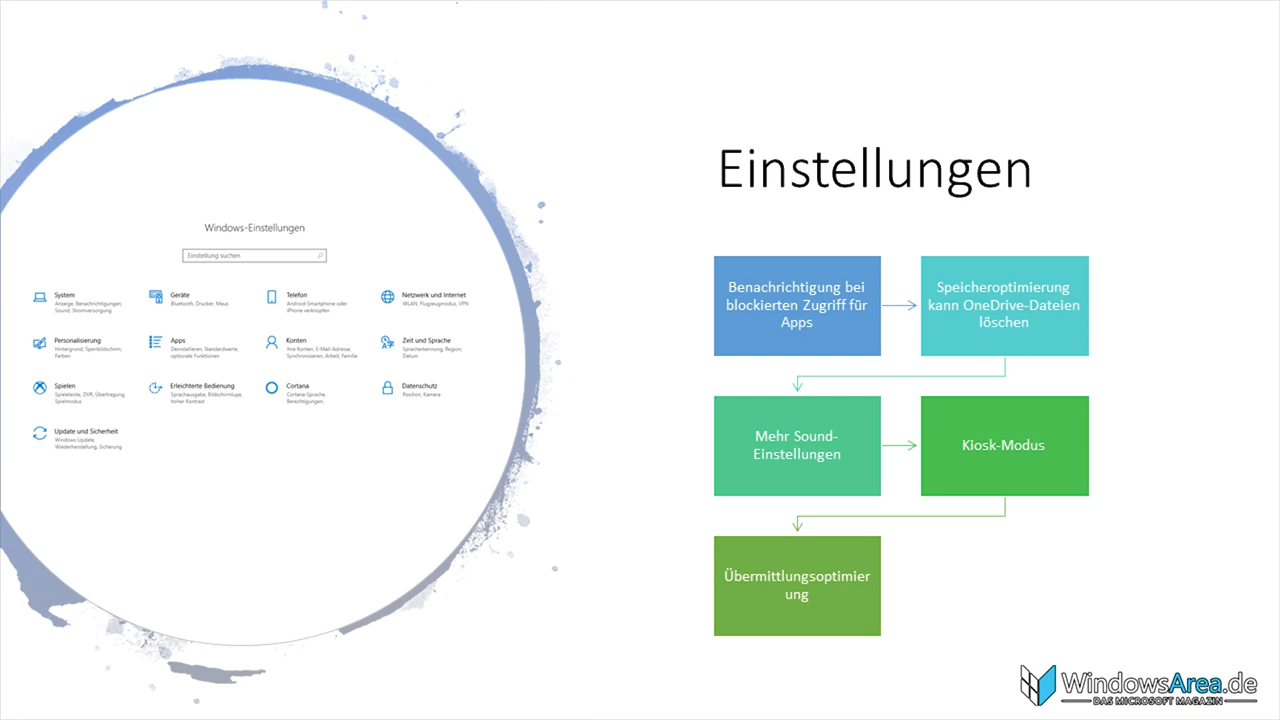 Einstellungen
Windows-Einstellungen
Einstellung suchen
System
Anzeige, Benachrichtigungen,
Sound, Stromversorgung
Geräte
Bluetooth, Drucker, Maus
Telefon
Android-Smartphone oder
iPhone verknüpfen
Netzwerk und Internet
WLAN, Flugzeugmodus, VPN
Personalisierung
Hintergrund, Sperrbildschirm,
Farben
Apps
Deinstallieren, Standardwerte,
optionale Funktionen
Konten
Ihre Konten, E-Mail-Adresse,
Synchronisieren, Arbeit, Familie
Zeit und Sprache
Spracherkennung, Region,
Datum
Spielen
Spieleleiste, DVR, Übertragung,
Spielmodus
Erleichterte Bedienung
Sprachausgabe, Bildschirmlupe,
hoher Kontrast
Cortana
Cortana-Sprache,
Berechtigungen,
Datenschutz
Position, Kamera
Update und Sicherheit
Windows Update,
Wiederherstellung, Sicherung
Benachrichtigung bei
blockierten Zugriff für
Apps
Speicheroptimierung
kann OneDrive-Dateien
löschen
Mehr Sound-
Einstellungen
Kiosk-Modus
Übermittlungsoptimier
ung
WindowsArea.de
DAS MICROSOFT MAGAZIN